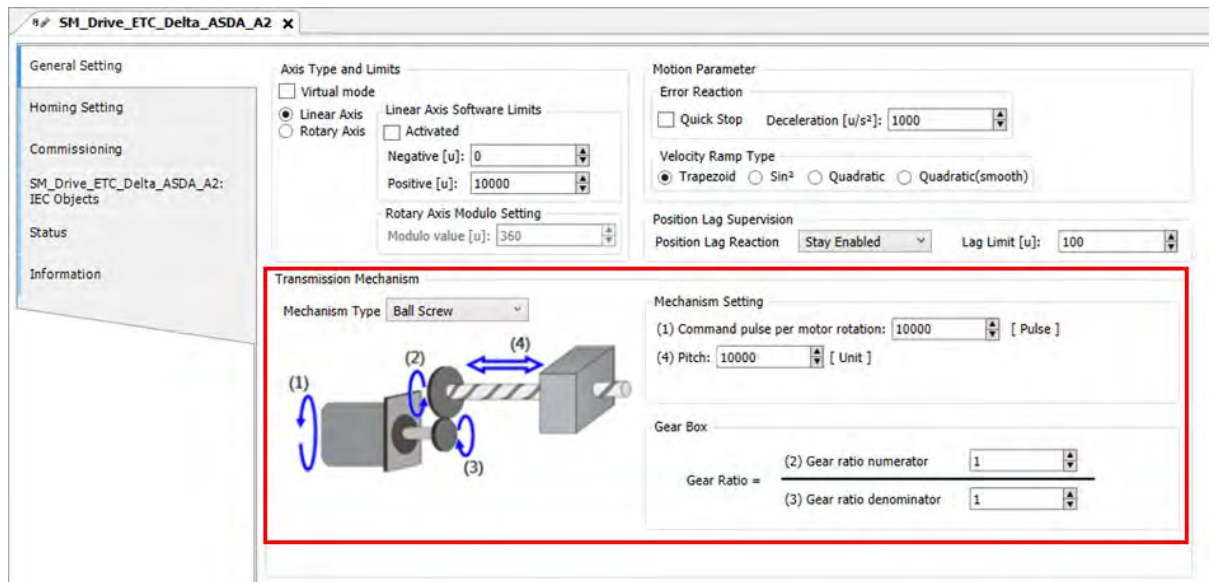 SM_Drive_ETC_Delta_ASDA_A2 X
General Setting
Homing Setting
Commissioning
SM_Drive_ETC_Delta_ASDA_A2:
IEC Objects
Status
Information
Axis Type and Limits
Virtual mode
Linear Axis
Rotary Axis
Linear Axis Software Limits
Activated
Negative [u]: 0
Positive [u]: 10000
Rotary Axis Modulo Setting
Modulo value [u]: 360
Motion Parameter
Error Reaction
Quick Stop Deceleration [u/s²]: 1000
Velocity Ramp Type
Trapezoid Sin² Quadratic Quadratic(smooth)
Position Lag Supervision
Position Lag Reaction Stay Enabled Lag Limit [u]: 100
Transmission Mechanism
Mechanism Type Ball Screw
(1)
(2)
(4)
(3)
Mechanism Setting
(1) Command pulse per motor rotation: 10000 [ Pulse ]
(4) Pitch: 10000 [ Unit ]
Gear Box
Gear Ratio =
(2) Gear ratio numerator 1
(3) Gear ratio denominator 1